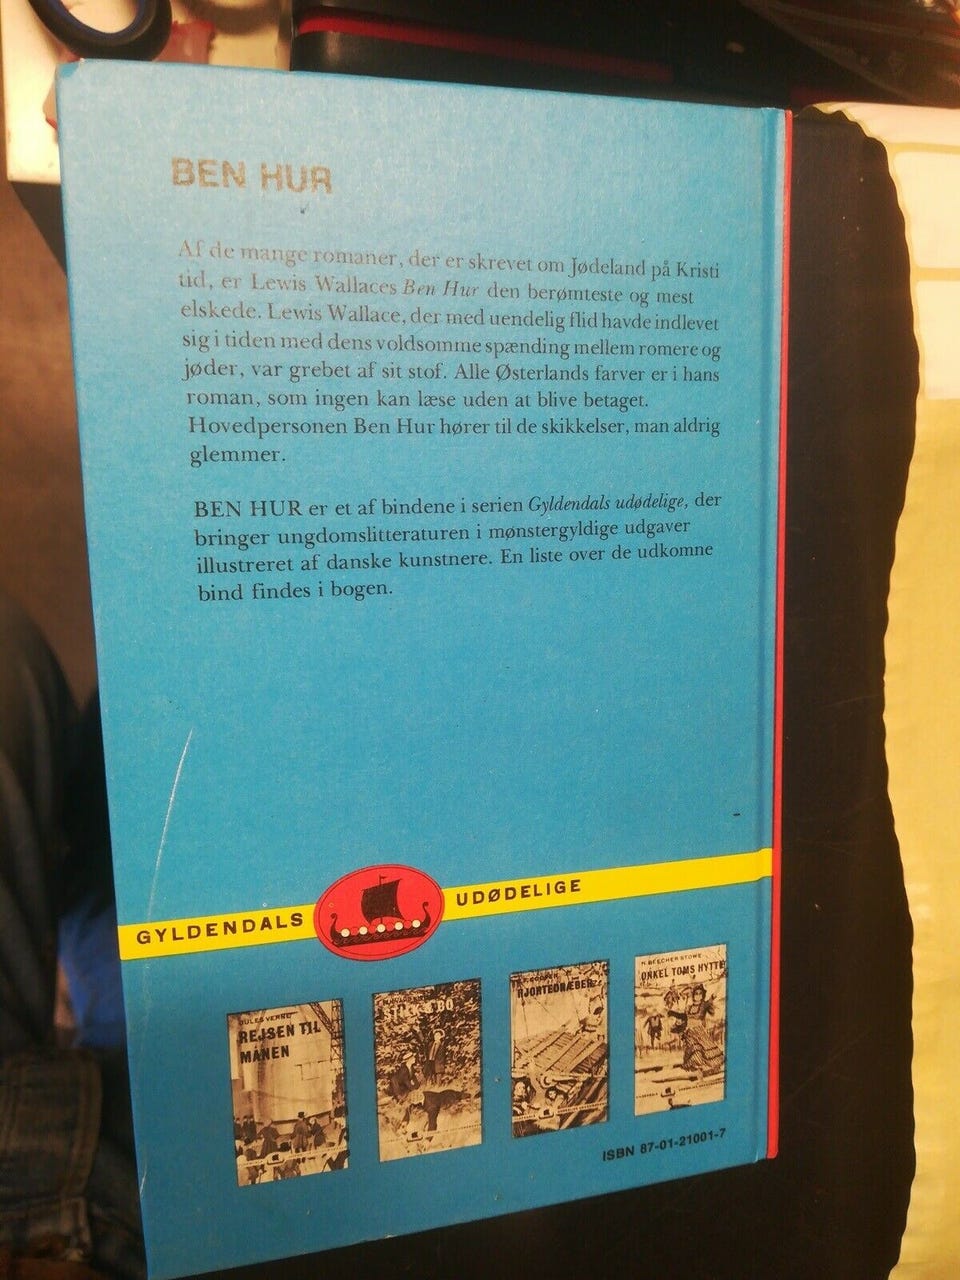 BEN HUR
Af de mange romaner, der er skrevet om Jødeland på Kristi
tid, er Lewis Wallaces Ben Hur den berømteste og mest
elskede. Lewis Wallace, der med uendelig flid havde indlevet
sig i tiden med dens voldsomme spænding mellem romere og
jøder, var grebet af sit stof. Alle Østerlands farver er i hans
roman, som ingen kan læse uden at blive betaget.
Hovedpersonen Ben Hur hører til de skikkelser, man aldrig
glemmer.
BEN HUR er et af bindene i serien Gyldendals udødelige, der
bringer ungdomslitteraturen i mønstergyldige udgaver
illustreret af danske kunstnere. En liste over de udkomne
bind findes i bogen.
GYLDENDALS UDØDELIGE
JULES VERNE
REJSEN TIL
MÅNEN
HJORTEDRÆBER
H. BEECHER STOWE
ONKEL TOMS HYTTE
ISBN 87-01-21001-7